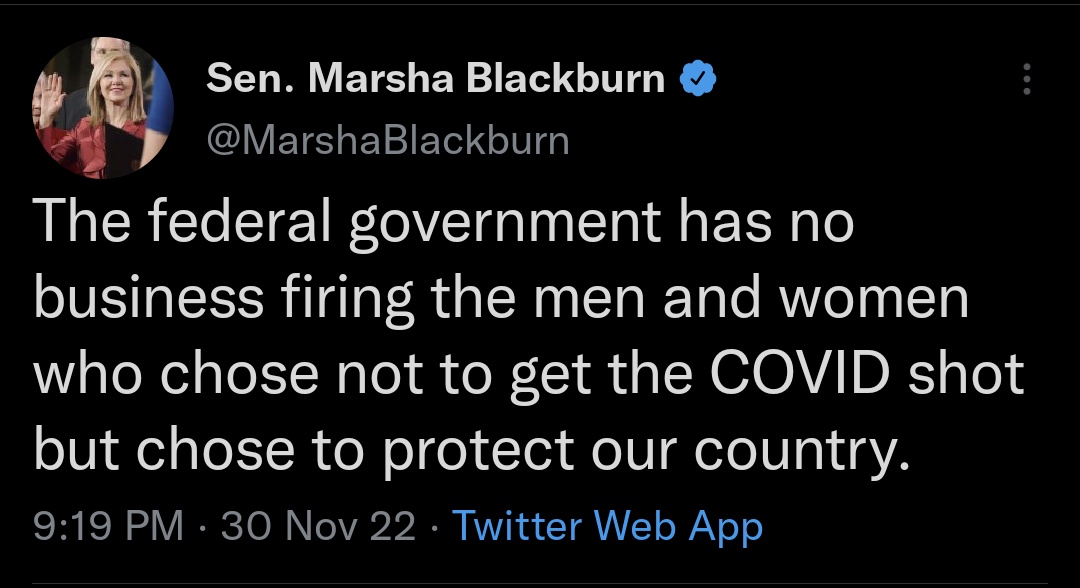 Sen. Marsha Blackburn
@MarshaBlackburn
The federal government has no
business firing the men and women
who chose not to get the COVID shot
but chose to protect our country.
9:19 PM · 30 Nov 22 · Twitter Web App